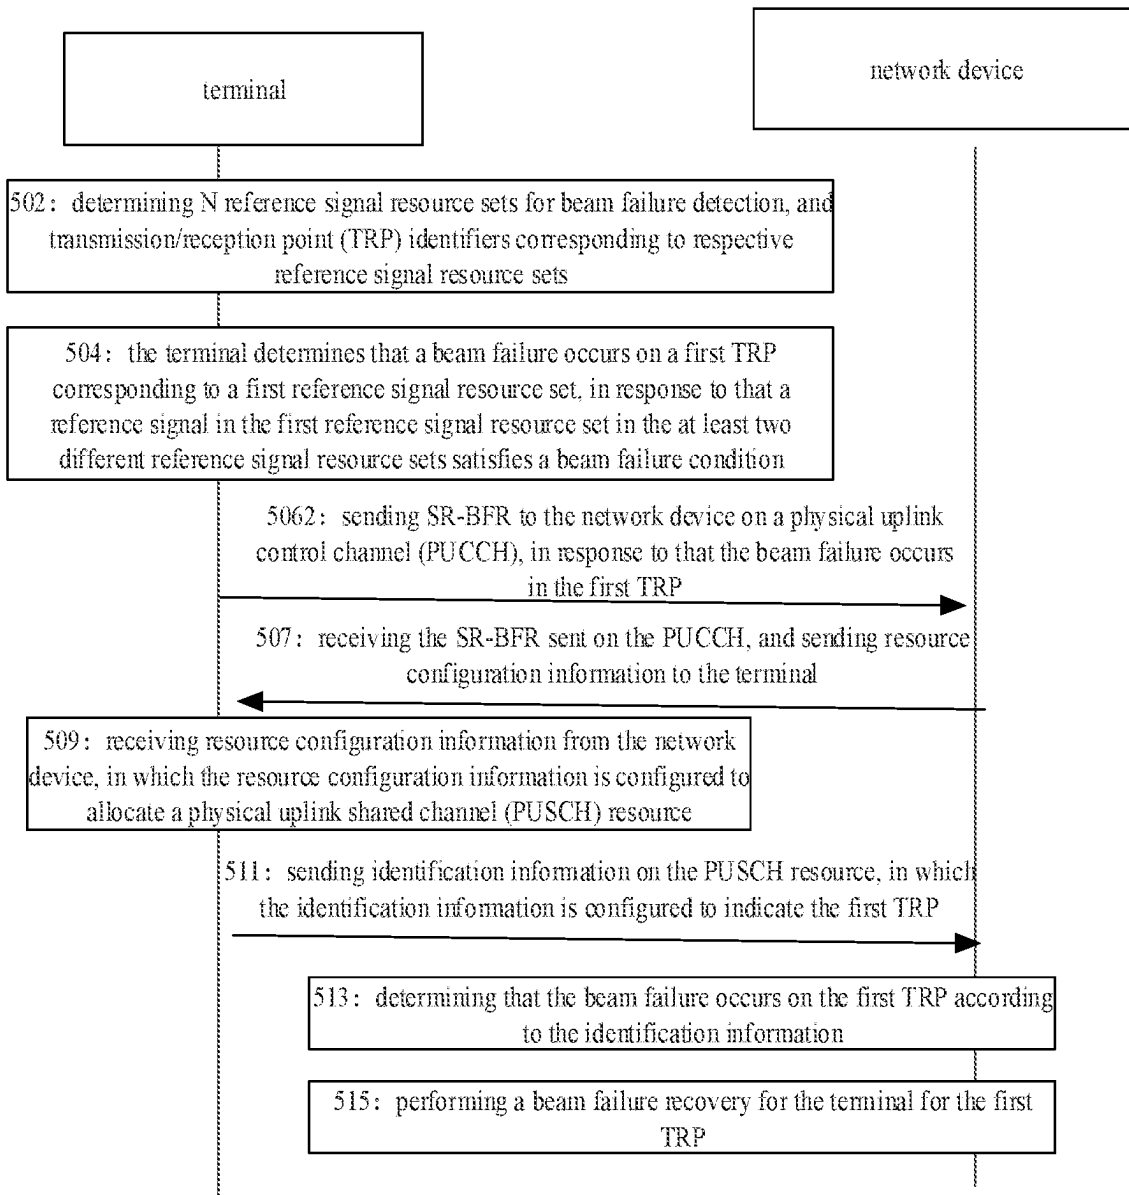 terminal
network device
502: determining N reference signal resource sets for beam failure detection, and
transmission/reception point (TRP) identifiers corresponding to respective
reference signal resource sets
504: the terminal determines that a beam failure occurs on a first TRP
corresponding to a first reference signal resource set, in response to that a
reference signal in the first reference signal resource set in the at least two
different reference signal resource sets satisfies a beam failure condition
5062: sending SR-BFR to the network device on a physical uplink
control channel (PUCCH), in response to that the beam failure occurs
in the first TRP
507: receiving the SR-BFR sent on the PUCCH, and sending resource
configuration information to the terminal
509: receiving resource configuration information from the network
device, in which the resource configuration information is configured to
allocate a physical uplink shared channel (PUSCH) resource
511: sending identification information on the PUSCH resource, in which
the identification information is configured to indicate the first TRP
513: determining that the beam failure occurs on the first TRP according
to the identification information
515: performing a beam failure recovery for the terminal for the first
TRP